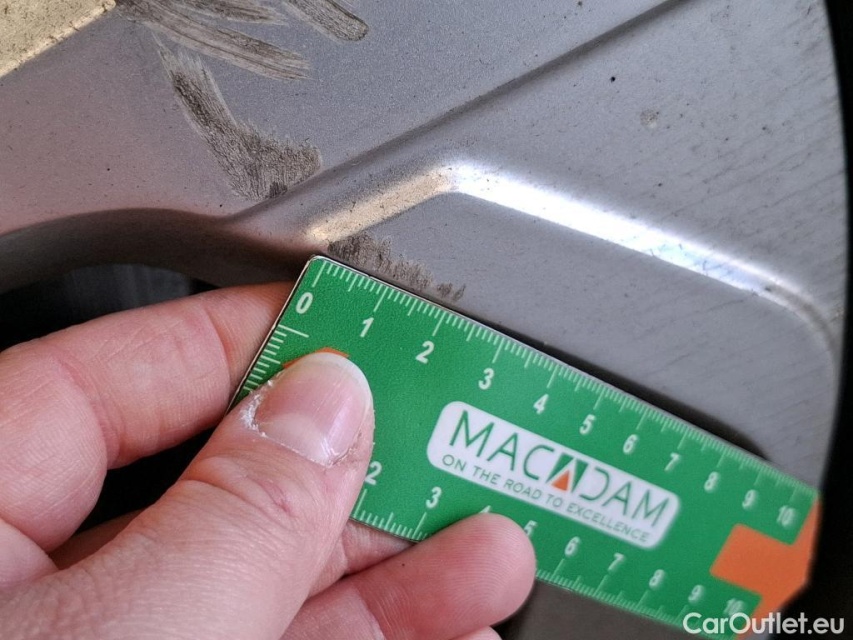 0 1 2 3 4 5 6 7 8 9 10
MACADAM
ON THE ROAD TO EXCELLENCE
2 3 4 5 6 7 8 9 10
CarOutlet.eu